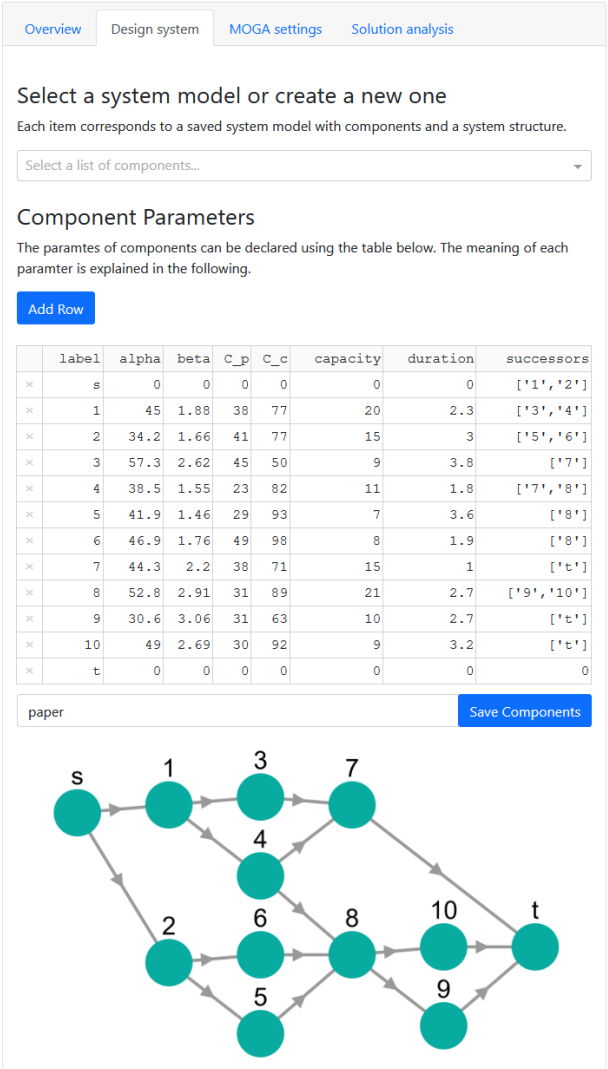 Overview Design system MOGA settings Solution analysis
Select a system model or create a new one
Each item corresponds to a saved system model with components and a system structure.
Select a list of components...
Component Parameters
The paramtes of components can be declared using the table below. The meaning of each
paramter is explained in the following.
Add Row
label alpha beta C_p C_c capacity duration successors
× s 0 0 0 0 0 0 ['1','2']
× 1 45 1.88 38 77 20 2.3 ['3','4']
× 2 34.2 1.66 41 77 15 3 ['5','6']
× 3 57.3 2.62 45 50 9 3.8 ['7']
× 4 38.5 1.55 23 82 11 1.8 ['7','8']
× 5 41.9 1.46 29 93 7 3.6 ['8']
× 6 46.9 1.76 49 98 8 1.9 ['8']
× 7 44.3 2.2 38 71 15 1 ['t']
× 8 52.8 2.91 31 89 21 2.7 ['9','10']
× 9 30.6 3.06 31 63 10 2.7 ['t']
× 10 49 2.69 30 92 9 3.2 ['t']
× t 0 0 0 0 0 0 0
paper Save Components
s 1 3 7
4
2 6 8 10 t
5 9